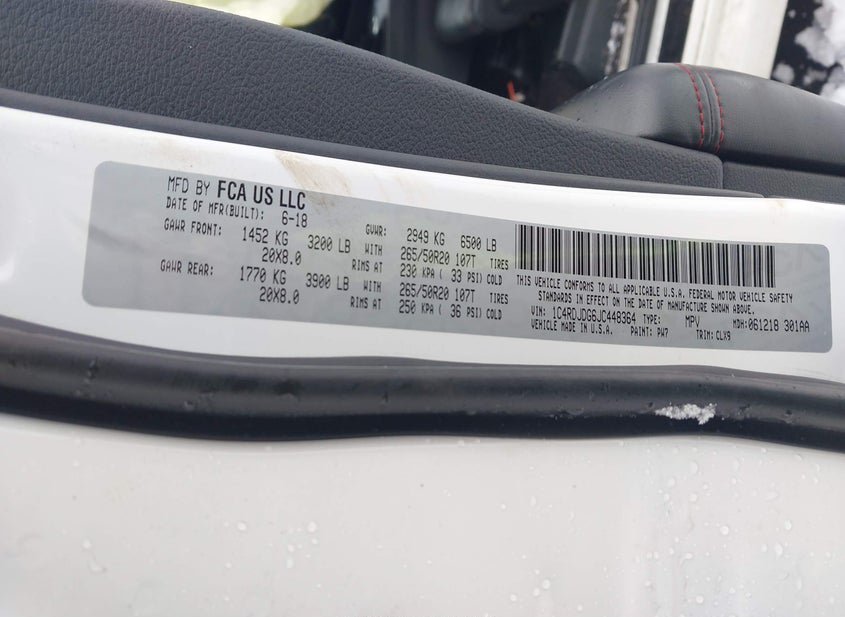 MFD BY FCA US LLC
DATE OF MFR(BUILT): 6-18 GVWR: 2949 KG 6500 LB
GAWR FRONT: 1452 KG 3200 LB WITH 265/50R20 107T TIRES
20X8.0 RIMS AT 230 KPA ( 33 PSI) COLD
GAWR REAR: 1770 KG 3900 LB WITH 265/50R20 107T TIRES
20X8.0 RIMS AT 250 KPA ( 36 PSI) COLD
THIS VEHICLE CONFORMS TO ALL APPLICABLE U.S.A. FEDERAL MOTOR VEHICLE SAFETY
STANDARDS IN EFFECT ON THE DATE OF MANUFACTURE SHOWN ABOVE.
VIN: 1C4RDJDG6JC448364 TYPE: MPV MDH:061218 301AA
VEHICLE MADE IN U.S.A. PAINT: PW7 TRIM: CLX9